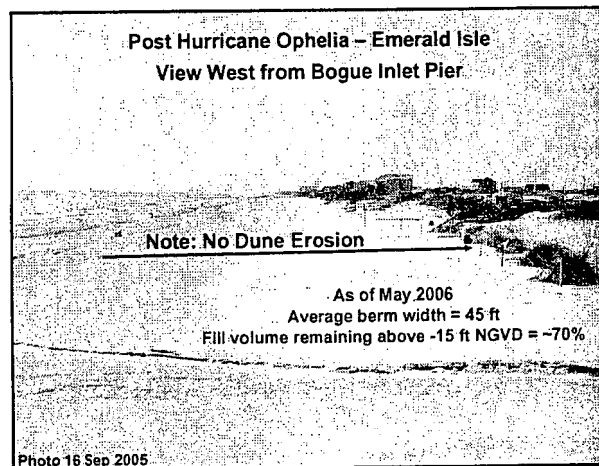 Post Hurricane Ophelia – Emerald Isle
View West from Bogue Inlet Pier
Note: No Dune Erosion
As of May 2006
Average berm width = 45 ft
Fill volume remaining above -15 ft NGVD = ~70%
Photo 16 Sep 2005